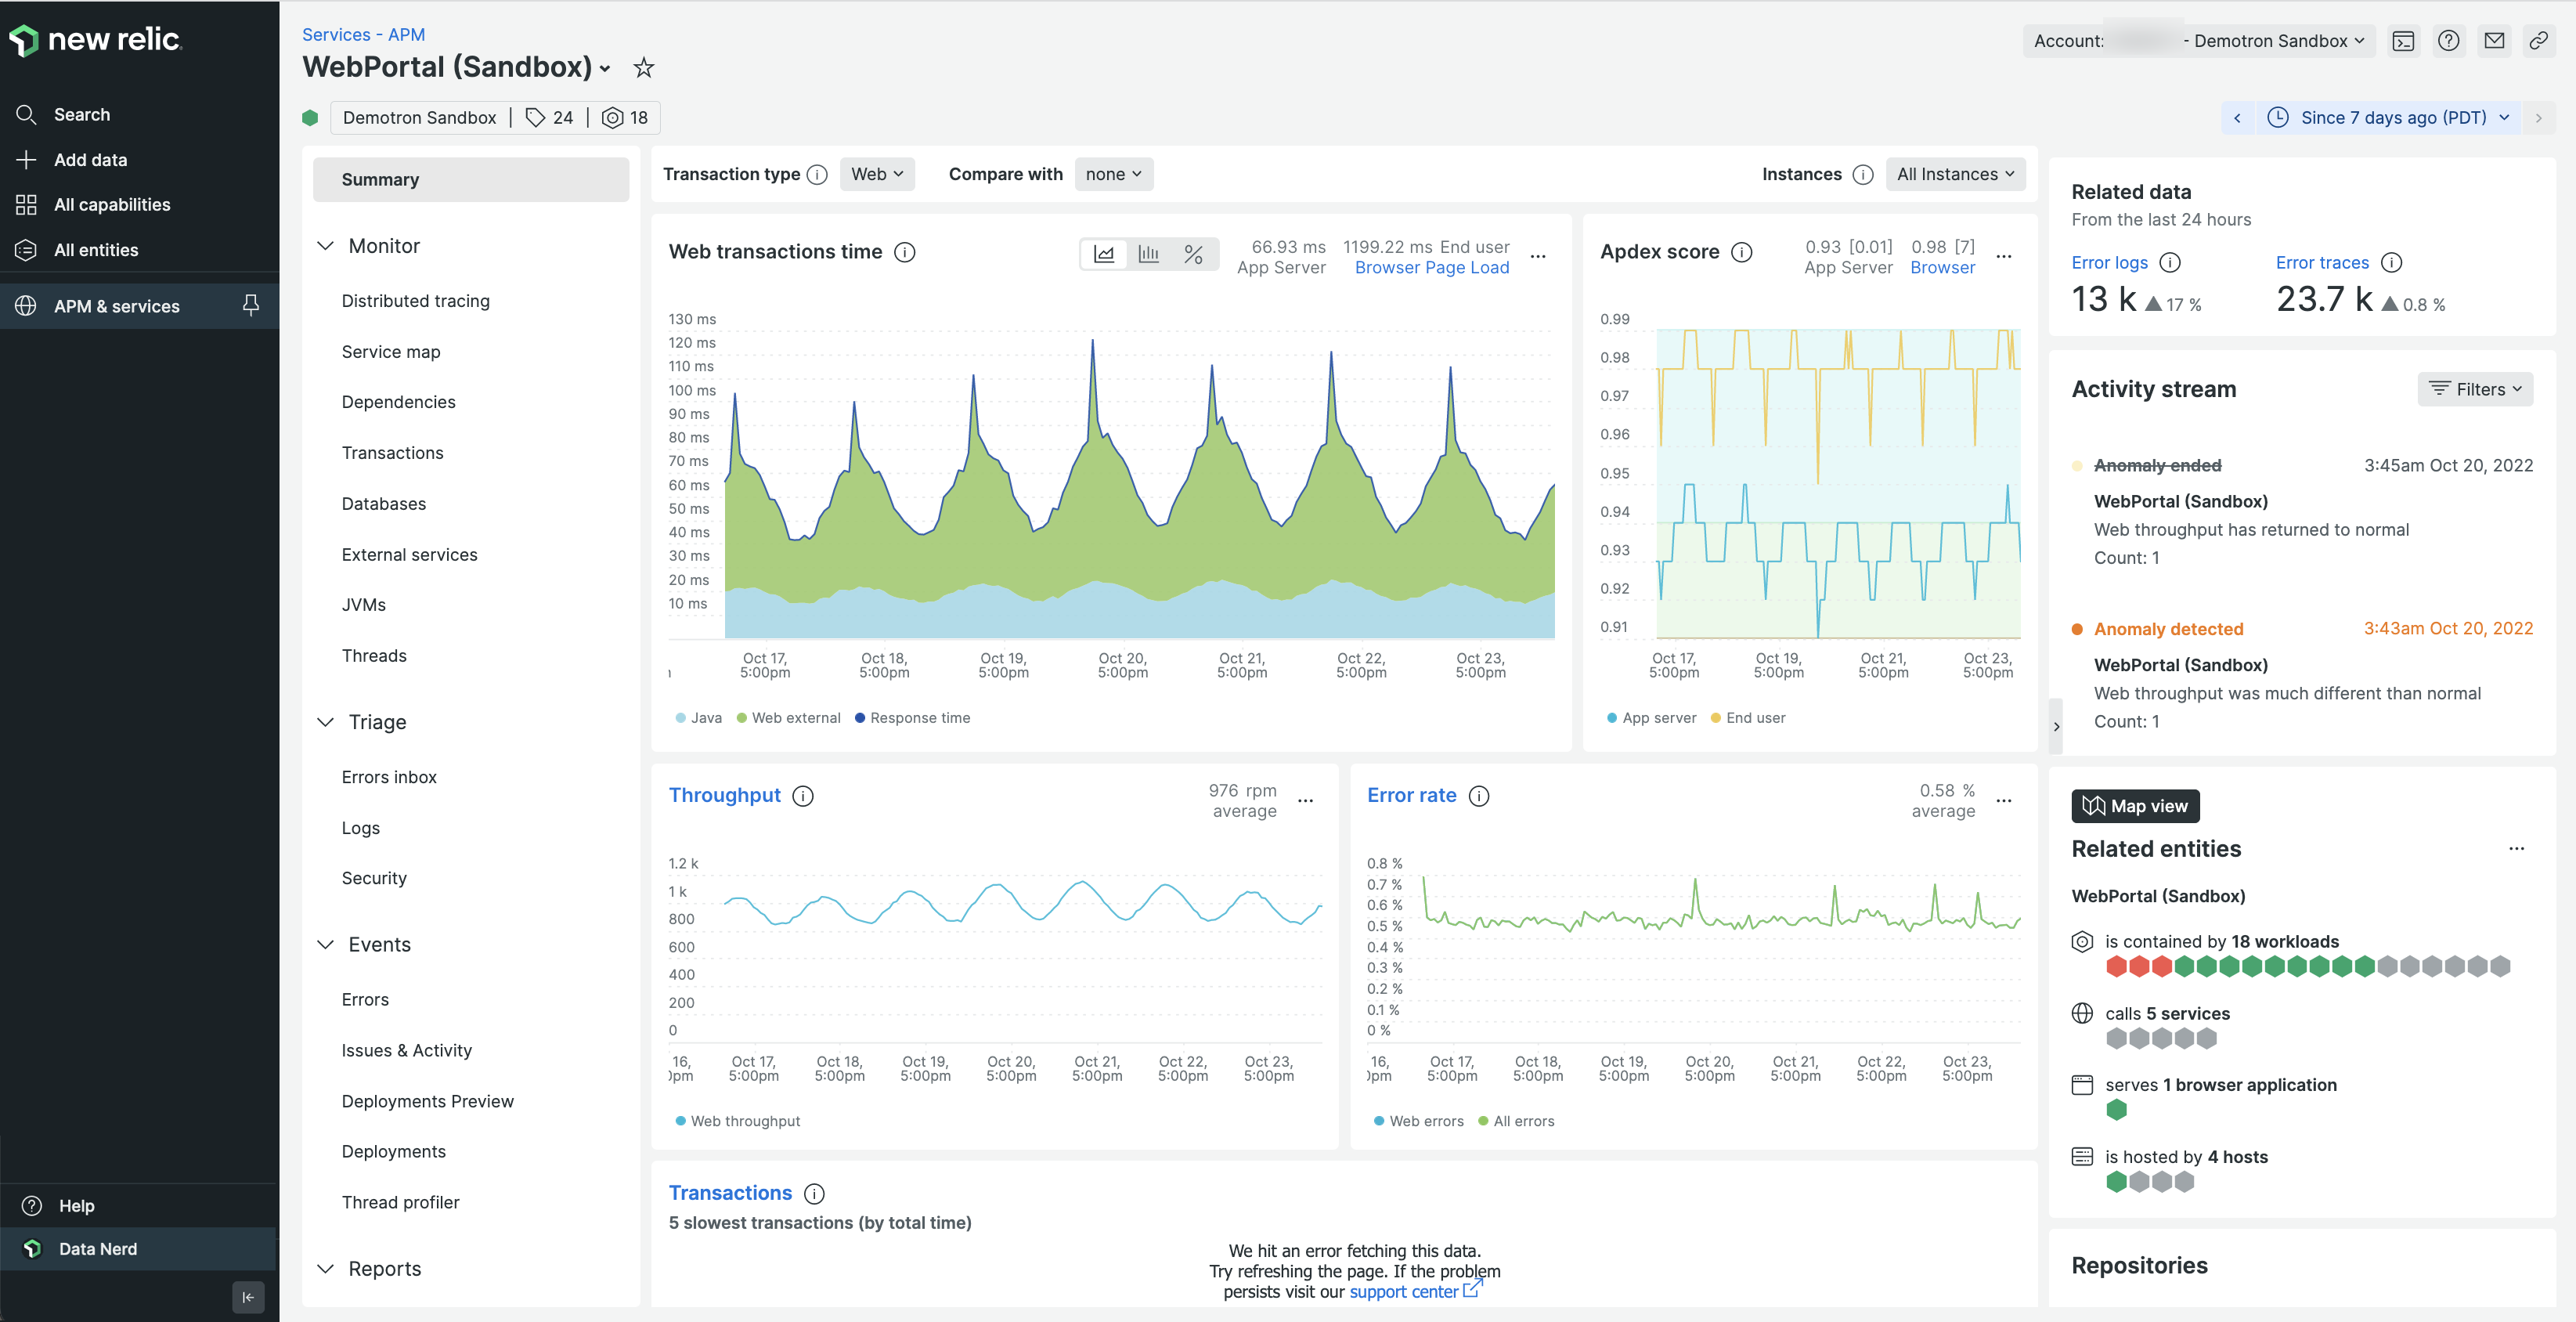 new relic
Search
Add data
All capabilities
All entities
APM & services
Help
Data Nerd
Services - APM
WebPortal (Sandbox)
Demotron Sandbox | 24 | 18
Account: - Demotron Sandbox
Since 7 days ago (PDT)
Summary
Monitor
Distributed tracing
Service map
Dependencies
Transactions
Databases
External services
JVMs
Threads
Triage
Errors inbox
Logs
Security
Events
Errors
Issues & Activity
Deployments Preview
Deployments
Thread profiler
Reports
Transaction type Web Compare with none Instances All Instances
Web transactions time
66.93 ms 1199.22 ms End user
App Server Browser Page Load
130 ms
120 ms
110 ms
100 ms
90 ms
80 ms
70 ms
60 ms
50 ms
40 ms
30 ms
20 ms
10 ms
Oct 17, Oct 18, Oct 19, Oct 20, Oct 21, Oct 22, Oct 23,
5:00pm 5:00pm 5:00pm 5:00pm 5:00pm 5:00pm 5:00pm
Java Web external Response time
Apdex score
0.93 [0.01] 0.98 [7]
App Server Browser
0.99
0.98
0.97
0.96
0.95
0.94
0.93
0.92
0.91
Oct 17, Oct 19, Oct 21, Oct 23,
5:00pm 5:00pm 5:00pm 5:00pm
App server End user
Throughput
976 rpm
average
1.2 k
1 k
800
600
400
200
0
16, Oct 17, Oct 18, Oct 19, Oct 20, Oct 21, Oct 22, Oct 23,
pm 5:00pm 5:00pm 5:00pm 5:00pm 5:00pm 5:00pm 5:00pm
Web throughput
Error rate
0.58 %
average
0.8 %
0.7 %
0.6 %
0.5 %
0.4 %
0.3 %
0.2 %
0.1 %
0 %
16, Oct 17, Oct 18, Oct 19, Oct 20, Oct 21, Oct 22, Oct 23,
pm 5:00pm 5:00pm 5:00pm 5:00pm 5:00pm 5:00pm 5:00pm
Web errors All errors
Transactions
5 slowest transactions (by total time)
We hit an error fetching this data.
Try refreshing the page. If the problem
persists visit our support center
Related data
From the last 24 hours
Error logs Error traces
13 k 17 % 23.7 k 0.8 %
Activity stream Filters
Anomaly ended 3:45am Oct 20, 2022
WebPortal (Sandbox)
Web throughput has returned to normal
Count: 1
Anomaly detected 3:43am Oct 20, 2022
WebPortal (Sandbox)
Web throughput was much different than normal
Count: 1
Map view
Related entities
WebPortal (Sandbox)
is contained by 18 workloads
calls 5 services
serves 1 browser application
is hosted by 4 hosts
Repositories